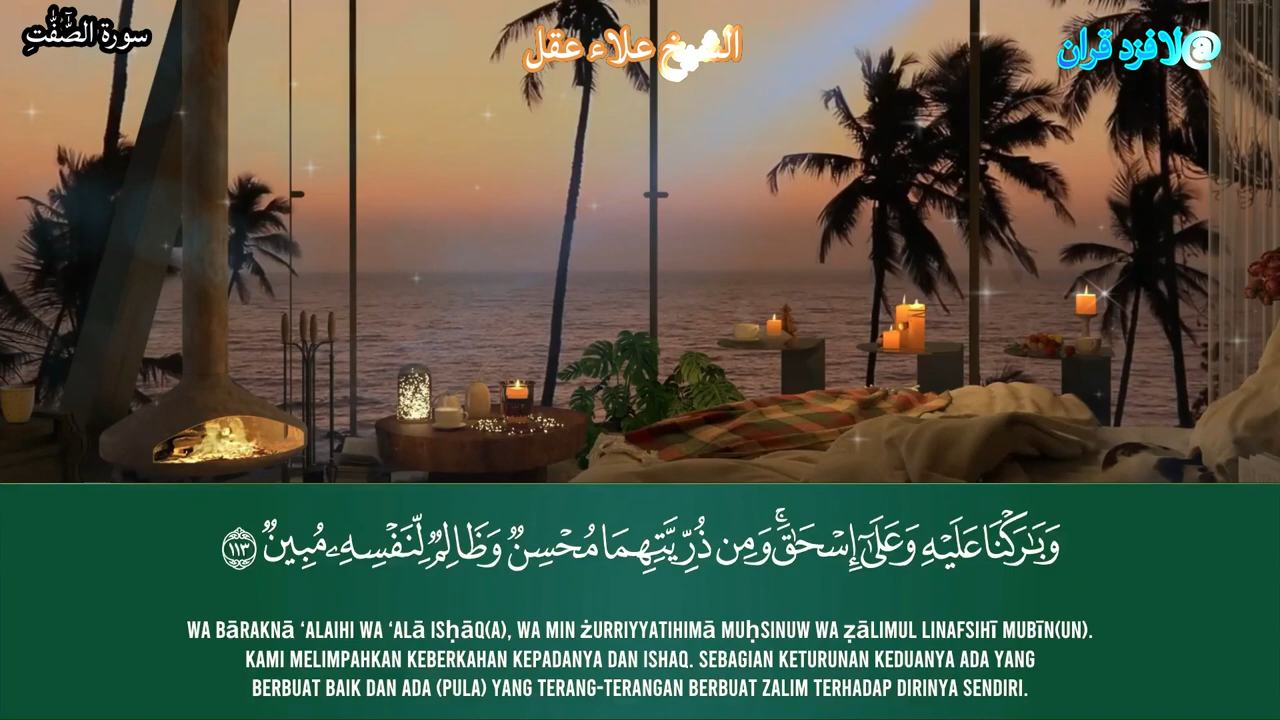 سورة الصّٰٓفّٰتِ
الشيخ علاء عقل
@لافزد قران
وَبَٰرَكْنَا عَلَيْهِ وَعَلَىٰٓ إِسْحَٰقَۚ وَمِن ذُرِّيَّتِهِمَا مُحْسِنٌ وَظَالِمٌ لِّنَفْسِهِۦ مُبِينٌ ١١٣
WA BāRAKNā ‘ALAIHI WA ‘ALā ISḥāQ(A), WA MIN żURRIYYATIHIMā MUḥSINUW WA ẓāLIMUL LINAFSIHī MUBīN(UN).
KAMI MELIMPAHKAN KEBERKAHAN KEPADANYA DAN ISHAQ. SEBAGIAN KETURUNAN KEDUANYA ADA YANG
BERBUAT BAIK DAN ADA (PULA) YANG TERANG-TERANGAN BERBUAT ZALIM TERHADAP DIRINYA SENDIRI.